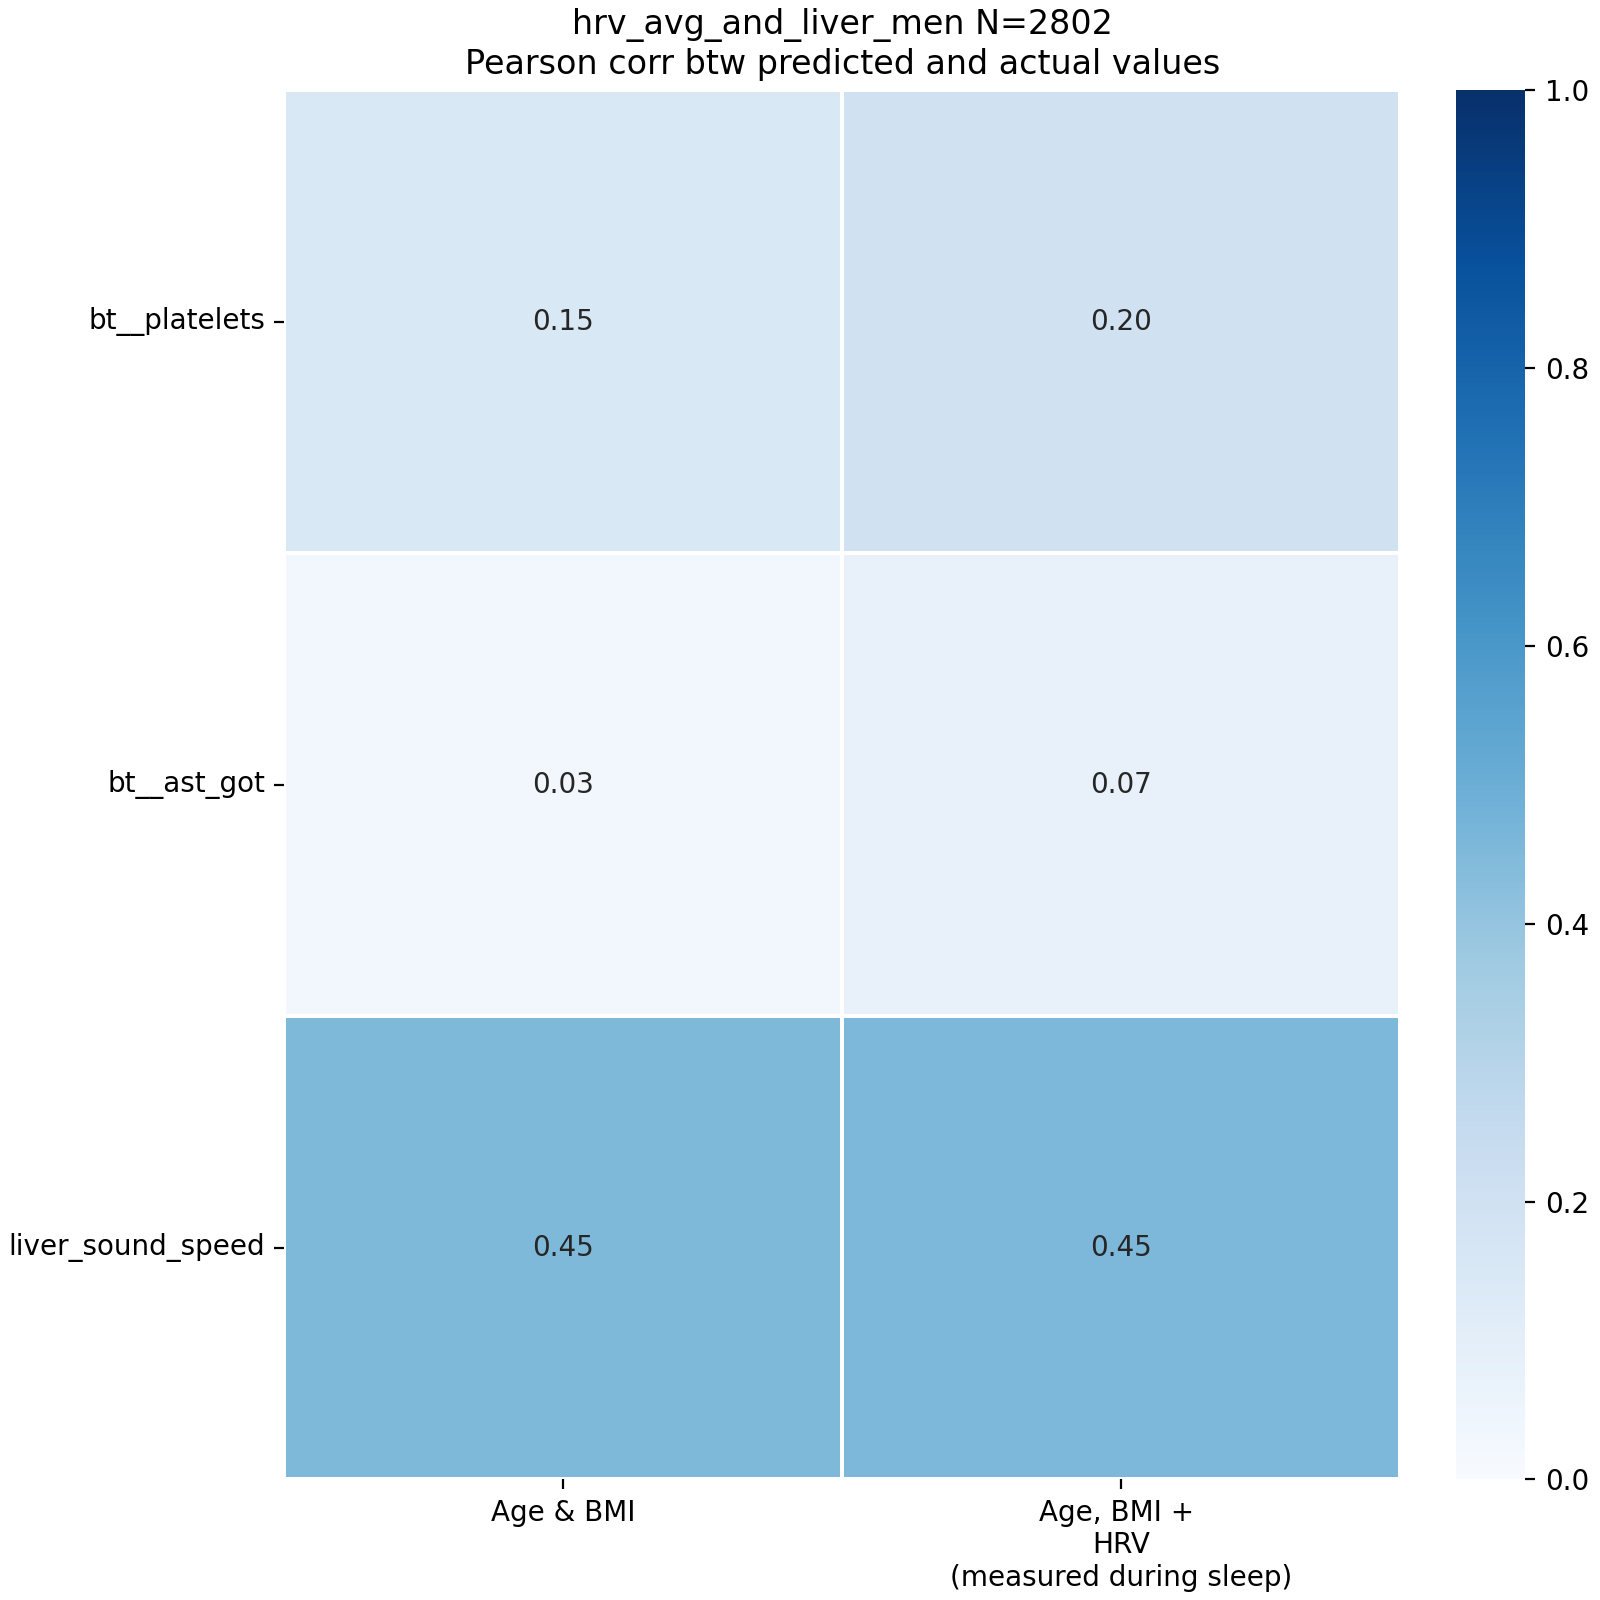 hrv_avg_and_liver_men N=2802
Pearson corr btw predicted and actual values
1.0
bt__platelets
0.15
0.20
0.8
0.6
bt__ast_got
0.03
0.07
0.4
0.2
liver_sound_speed
0.45
0.45
0.0
Age & BMI
Age, BMI +
HRV
(measured during sleep)